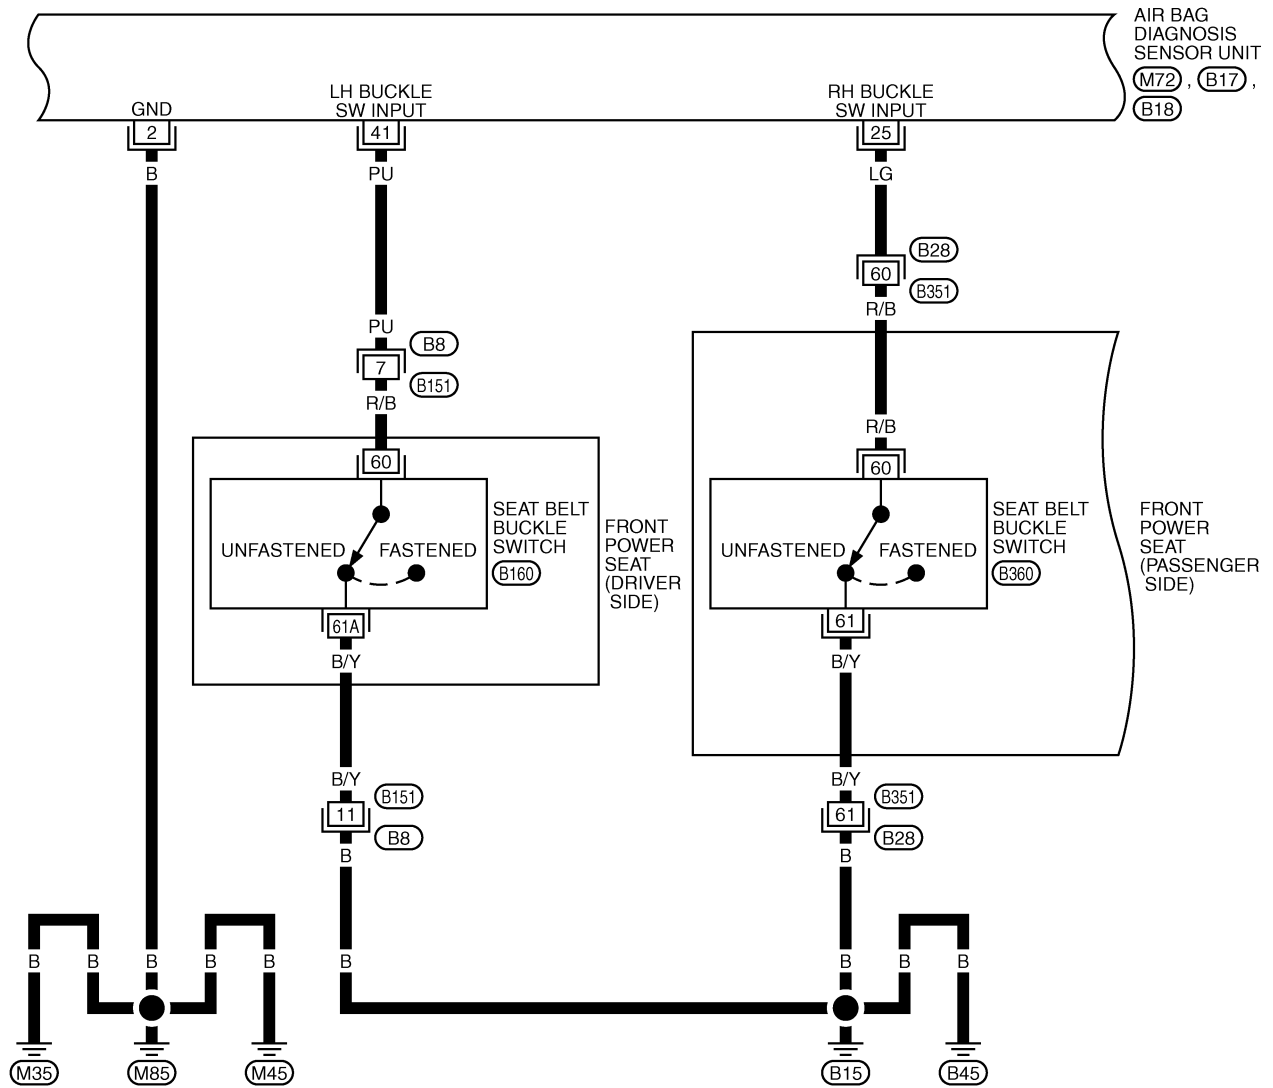 AIR BAG
DIAGNOSIS
SENSOR UNIT
M72 , B17 ,
B18
GND
LH BUCKLE
SW INPUT
RH BUCKLE
SW INPUT
2
41
25
B
PU
LG
B28
60
B351
R/B
PU
B8
7
B151
R/B
R/B
60
60
SEAT BELT
BUCKLE
SWITCH
B160
UNFASTENED
FASTENED
FRONT
POWER
SEAT
(DRIVER
SIDE)
SEAT BELT
BUCKLE
SWITCH
B360
UNFASTENED
FASTENED
FRONT
POWER
SEAT
(PASSENGER
SIDE)
61A
61
B/Y
B/Y
B/Y
B/Y
B151
11
B8
B351
61
B28
B
B
B
B
B
B
B
B
B
B
B
M35
M85
M45
B15
B45